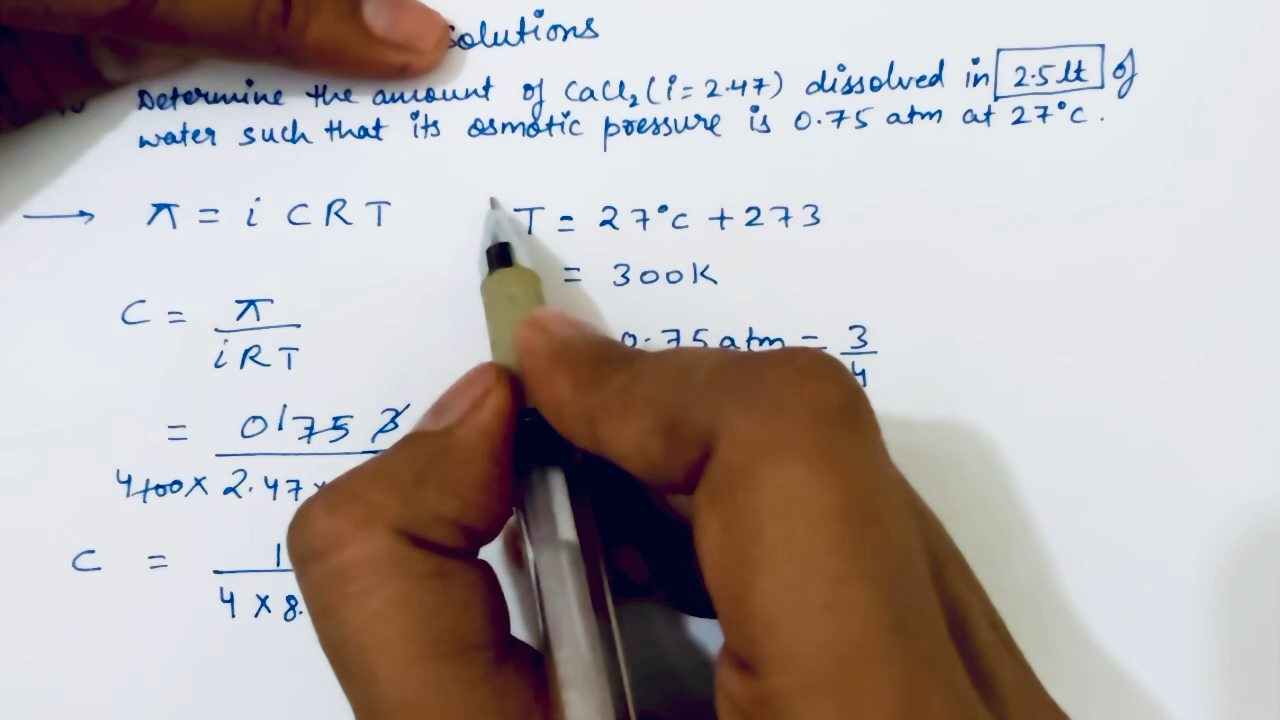 Solutions
Determine the amount of CaCl₂ (i = 2.47) dissolved in 2.5 lt of
water such that its osmotic pressure is 0.75 atm at 27°C.
→ π = i C R T
T = 27°C + 273
= 300K
C = π / iRT
0.75 atm = 3/4
= 0.75 3
4 100 × 2.47 ×
C = 1
4 × 8.